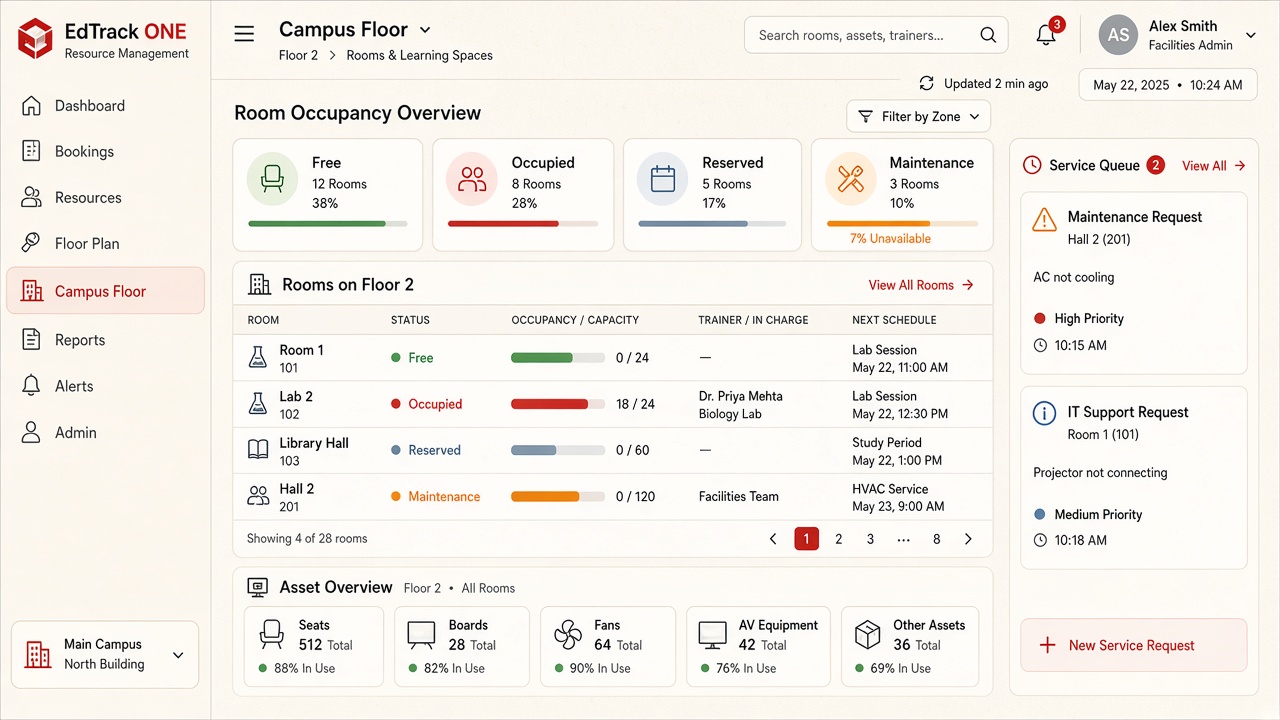 EdTrack ONE
Resource Management
Dashboard
Bookings
Resources
Floor Plan
Campus Floor
Reports
Alerts
Admin
Main Campus
North Building
Campus Floor
Floor 2 > Rooms & Learning Spaces
Search rooms, assets, trainers...
3
AS
Alex Smith
Facilities Admin
Updated 2 min ago
May 22, 2025 • 10:24 AM
Room Occupancy Overview
Filter by Zone
Free
12 Rooms
38%
Occupied
8 Rooms
28%
Reserved
5 Rooms
17%
Maintenance
3 Rooms
10%
7% Unavailable
Rooms on Floor 2
View All Rooms →
ROOM STATUS OCCUPANCY / CAPACITY TRAINER / IN CHARGE NEXT SCHEDULE
Room 1
101
Free
0 / 24
—
Lab Session
May 22, 11:00 AM
Lab 2
102
Occupied
18 / 24
Dr. Priya Mehta
Biology Lab
Lab Session
May 22, 12:30 PM
Library Hall
103
Reserved
0 / 60
—
Study Period
May 22, 1:00 PM
Hall 2
201
Maintenance
0 / 120
Facilities Team
HVAC Service
May 23, 9:00 AM
Showing 4 of 28 rooms
< 1 2 3 ... 8 >
Asset Overview Floor 2 • All Rooms
Seats
512 Total
88% In Use
Boards
28 Total
82% In Use
Fans
64 Total
90% In Use
AV Equipment
42 Total
76% In Use
Other Assets
36 Total
69% In Use
Service Queue 2 View All →
Maintenance Request
Hall 2 (201)
AC not cooling
High Priority
10:15 AM
IT Support Request
Room 1 (101)
Projector not connecting
Medium Priority
10:18 AM
+ New Service Request